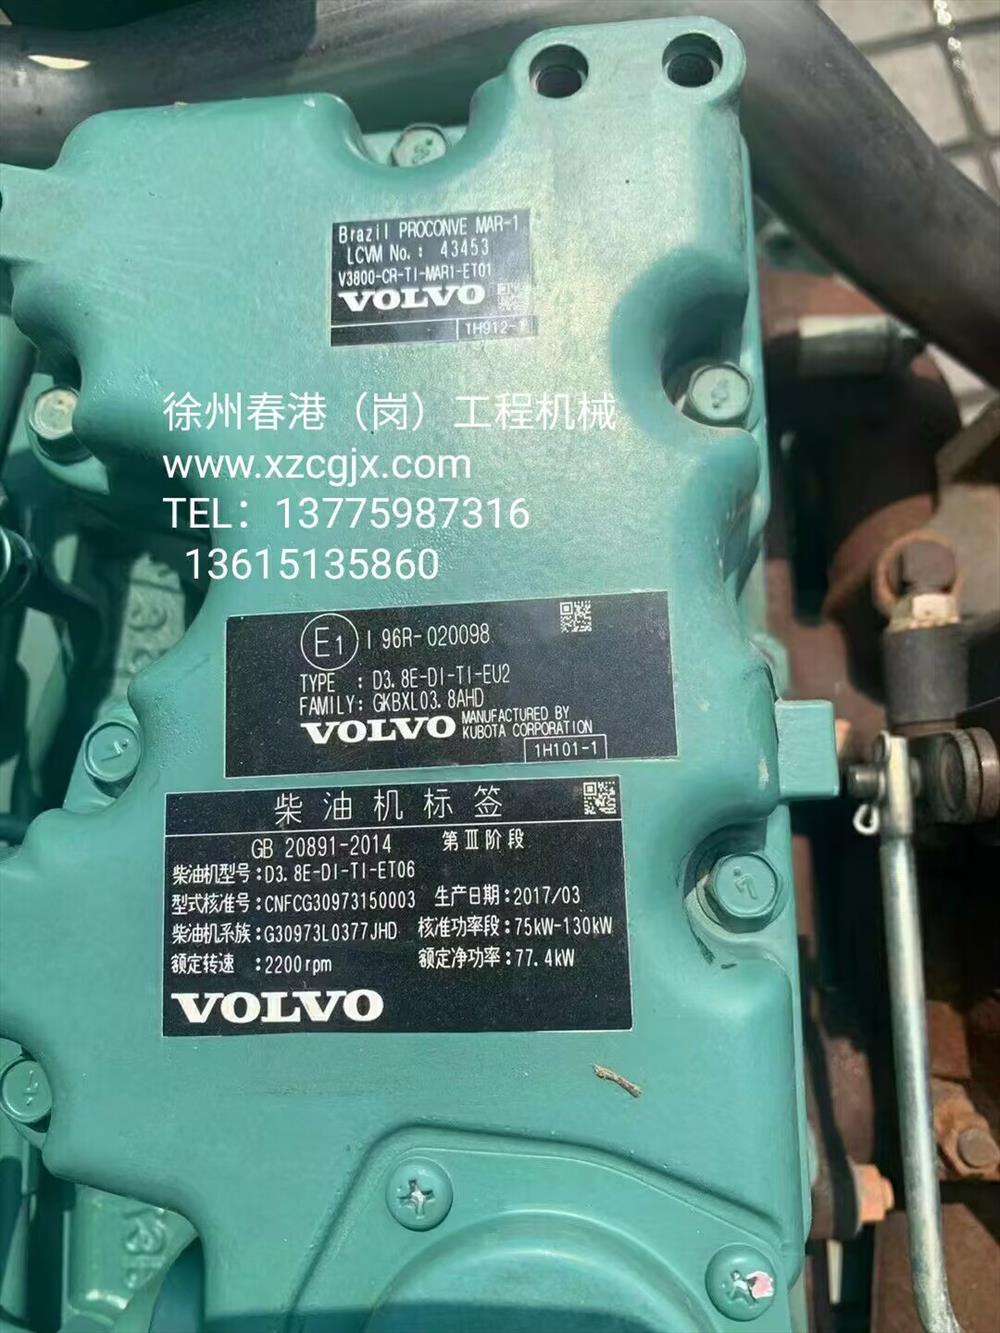 Brazil PROCONVE MAR-1
LCVM No.: 43453
V3800-CR-TI-MAR1-ET01
VOLVO
1H912-1
徐州春港（岗）工程机械
www.xzcgjx.com
TEL：13775987316
13615135860
E1 I 96R-020098
TYPE : D3.8E-DI-TI-EU2
FAMILY: GKBXL03.8AHD
VOLVO MANUFACTURED BY KUBOTA CORPORATION
1H101-1
柴油机标签
GB 20891-2014 第Ⅲ阶段
柴油机型号:D3.8E-DI-TI-ET06
型式核准号:CNFCG30973150003 生产日期:2017/03
柴油机系族:G30973L0377JHD 核准功率段:75kW-130kW
额定转速 :2200rpm 额定净功率:77.4kW
VOLVO